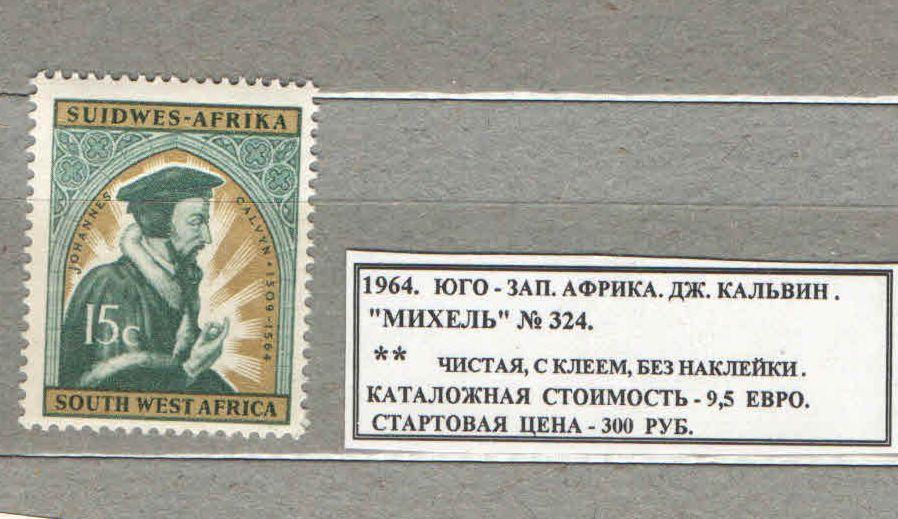 SUIDWES-AFRIKA
JOHANNES CALVYN · 1509-1564
15c
SOUTH WEST AFRICA
1964. ЮГО - ЗАП. АФРИКА. ДЖ. КАЛЬВИН .
"МИХЕЛЬ" № 324.
** ЧИСТАЯ, С КЛЕЕМ, БЕЗ НАКЛЕЙКИ .
КАТАЛОЖНАЯ СТОИМОСТЬ - 9,5 ЕВРО.
СТАРТОВАЯ ЦЕНА - 300 РУБ.